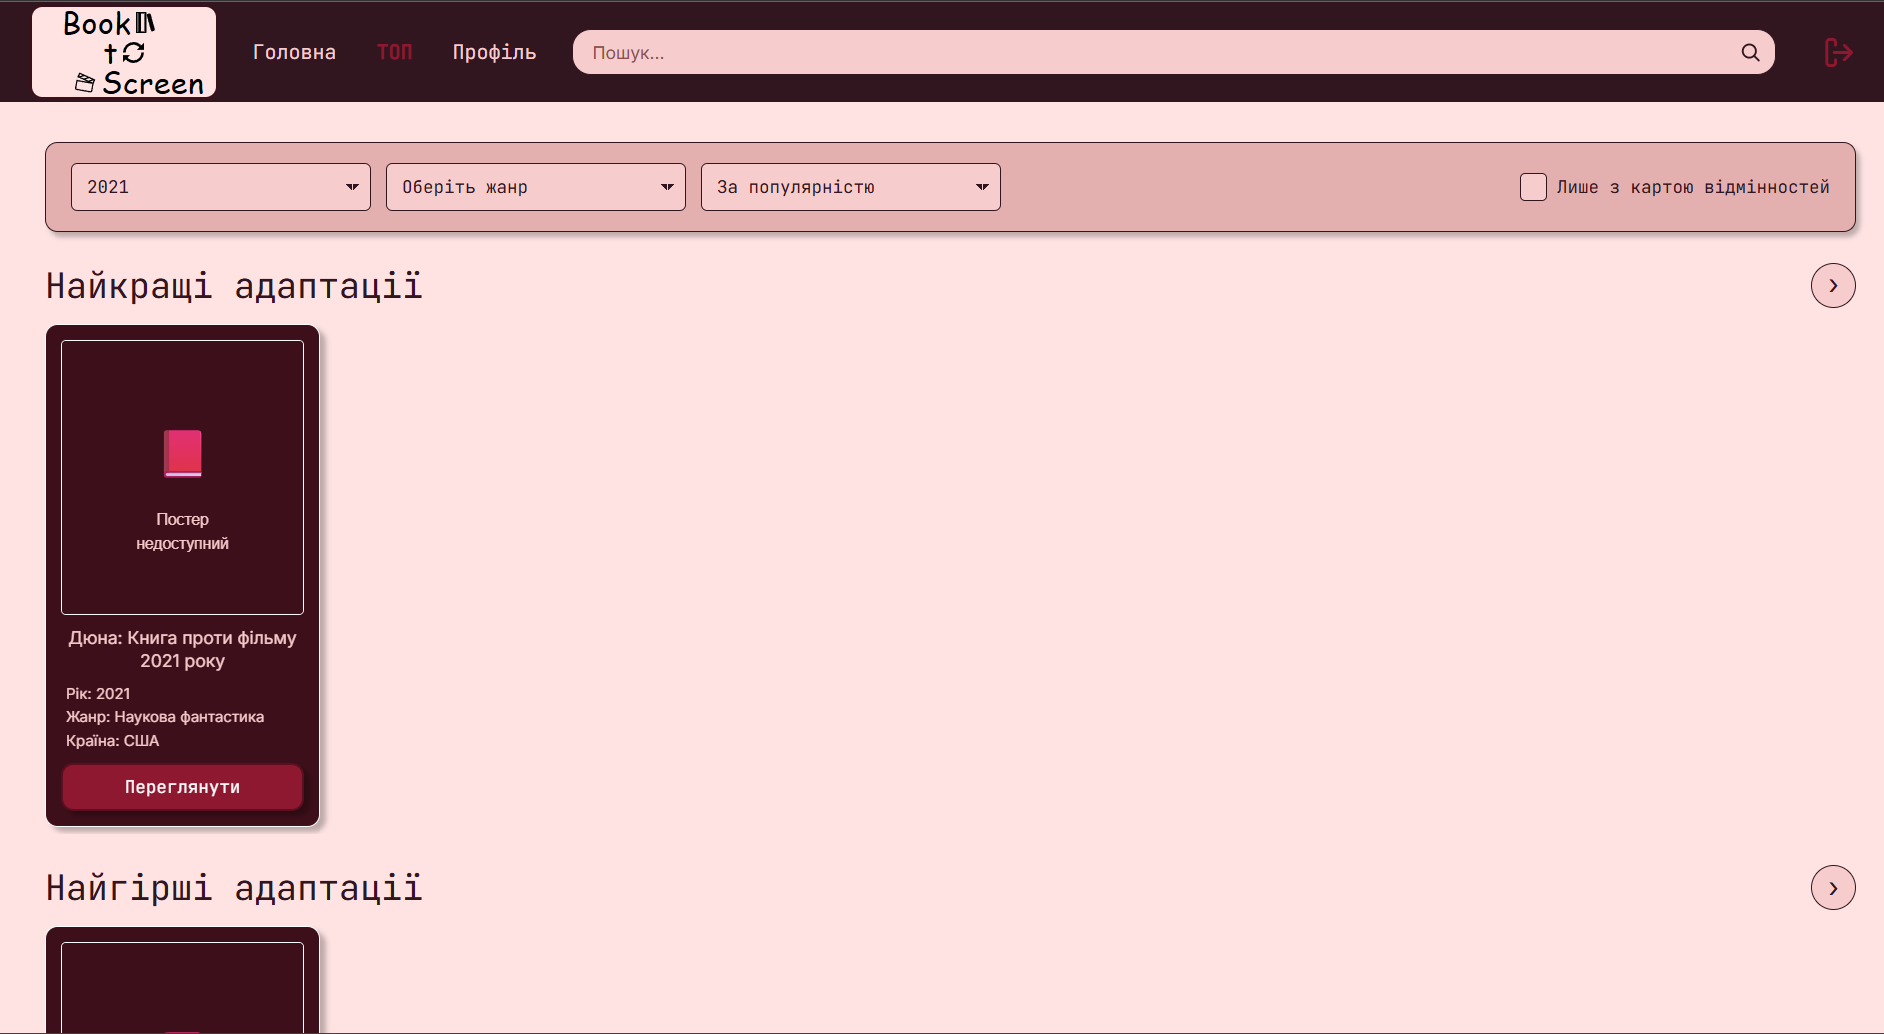 Book
to
Screen
Головна
ТОП
Профіль
Пошук...
2021
Оберіть жанр
За популярністю
Лише з картою відмінностей
Найкращі адаптації
Постер
недоступний
Дюна: Книга проти фільму
2021 року
Рік: 2021
Жанр: Наукова фантастика
Країна: США
Переглянути
Найгірші адаптації